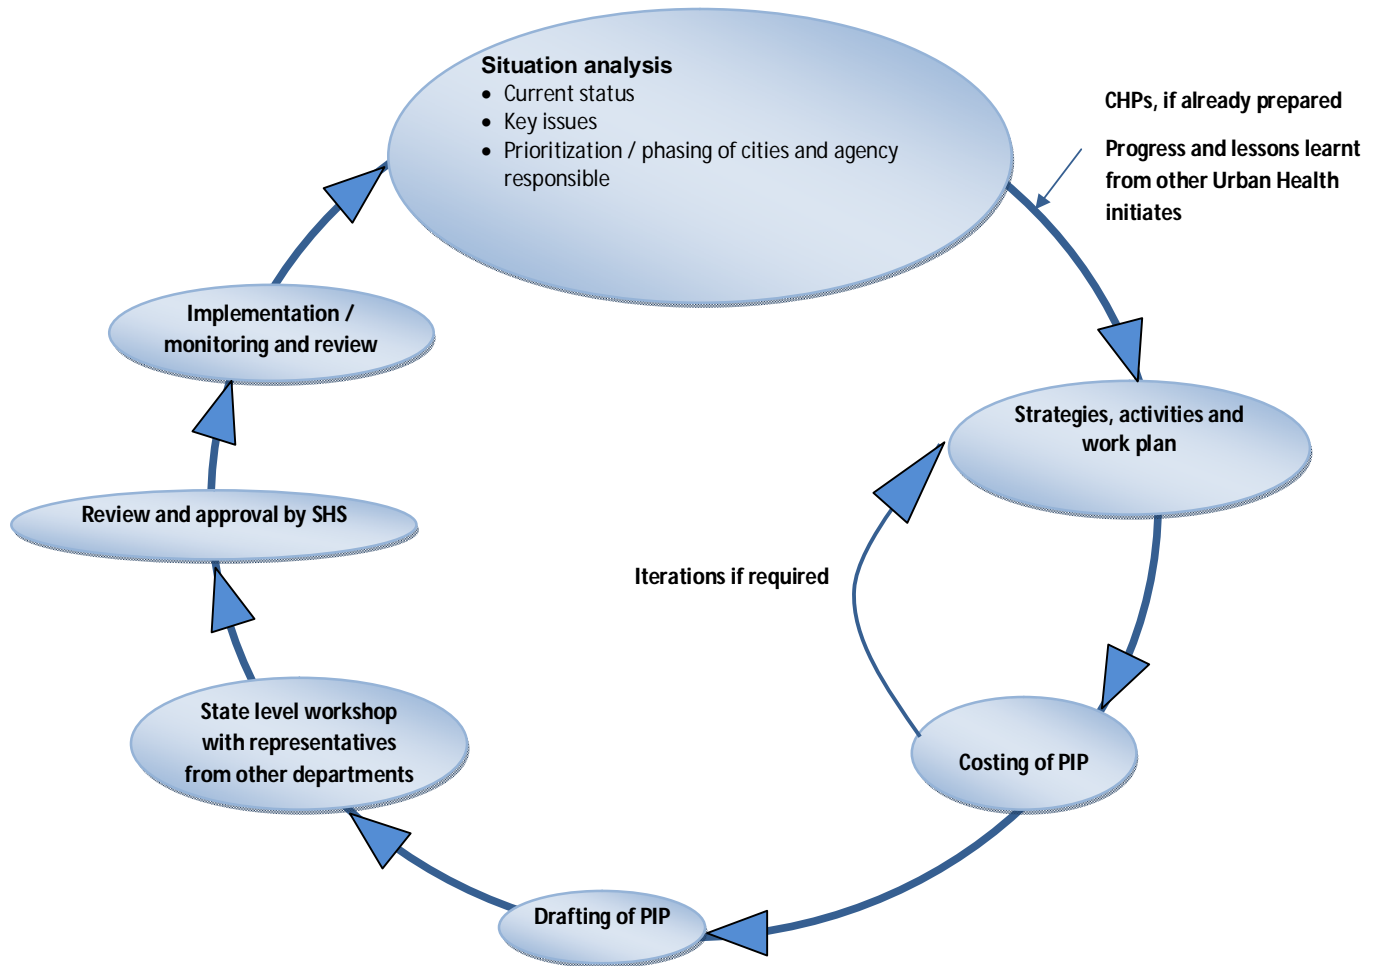 Situation analysis
• Current status
• Key issues
• Prioritization / phasing of cities and agency
responsible
CHPs, if already prepared
Progress and lessons learnt
from other Urban Health
initiates
Implementation /
monitoring and review
Strategies, activities and
work plan
Review and approval by SHS
Iterations if required
State level workshop
with representatives
from other departments
Costing of PIP
Drafting of PIP